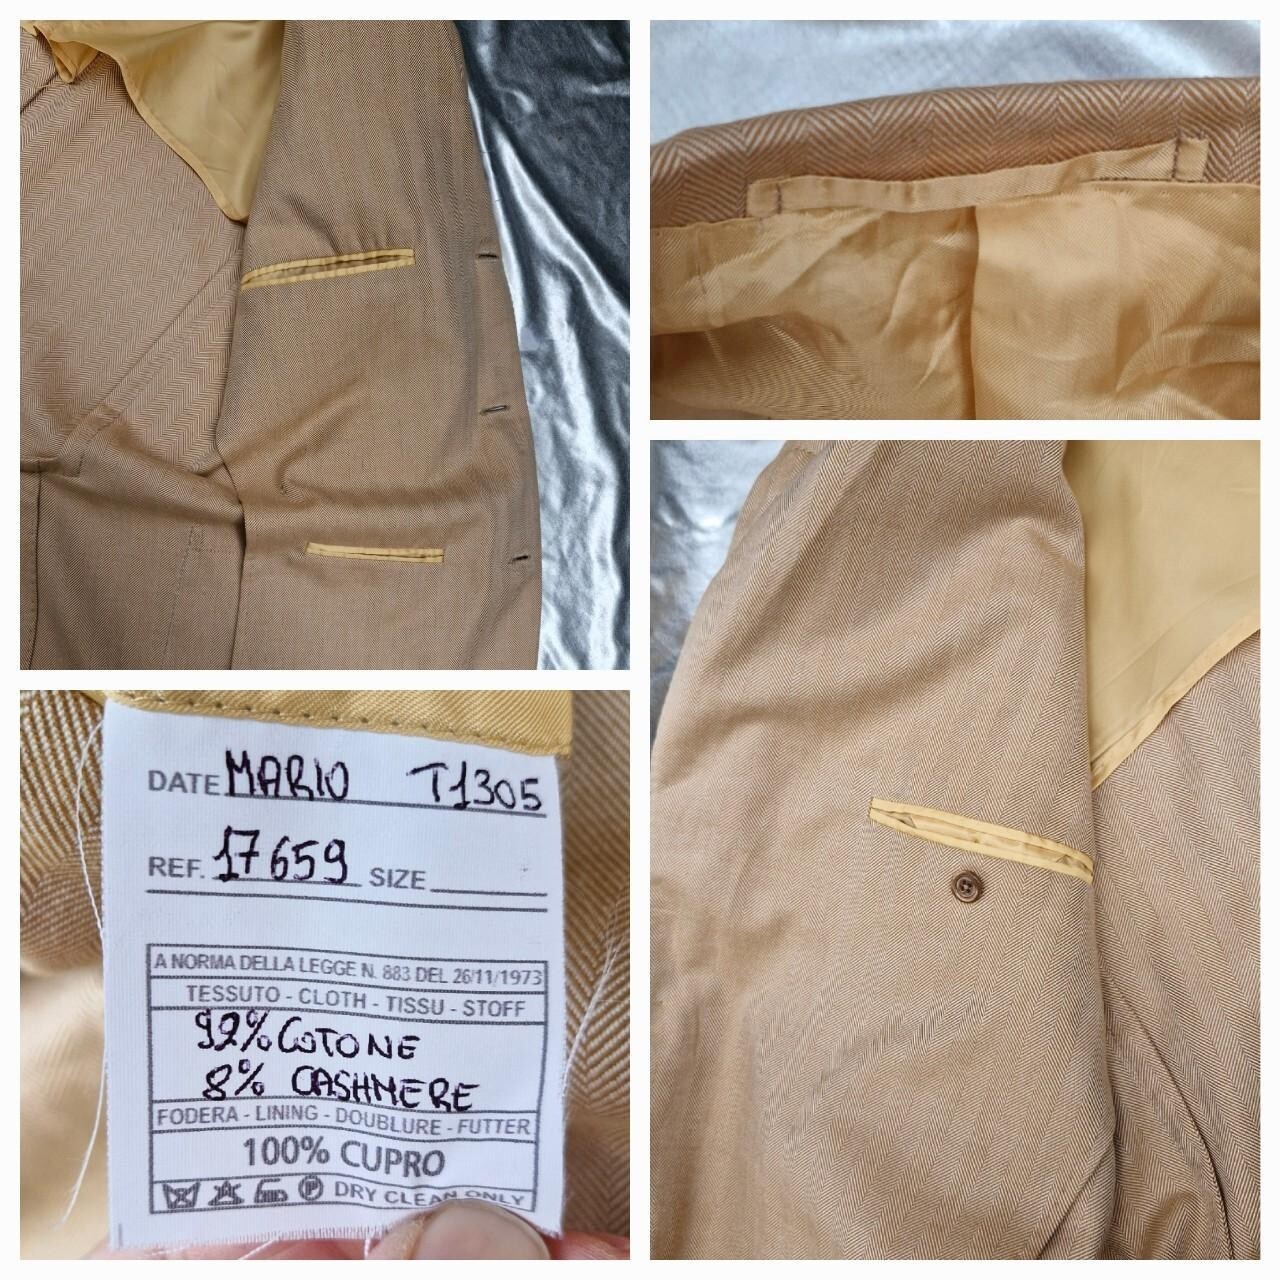 DATE MARIO T1305
REF. 17659 SIZE
A NORMA DELLA LEGGE N. 883 DEL 26/11/1973
TESSUTO - CLOTH - TISSU - STOFF
92% COTONE
8% CASHMERE
FODERA - LINING - DOUBLURE - FUTTER
100% CUPRO
P DRY CLEAN ONLY